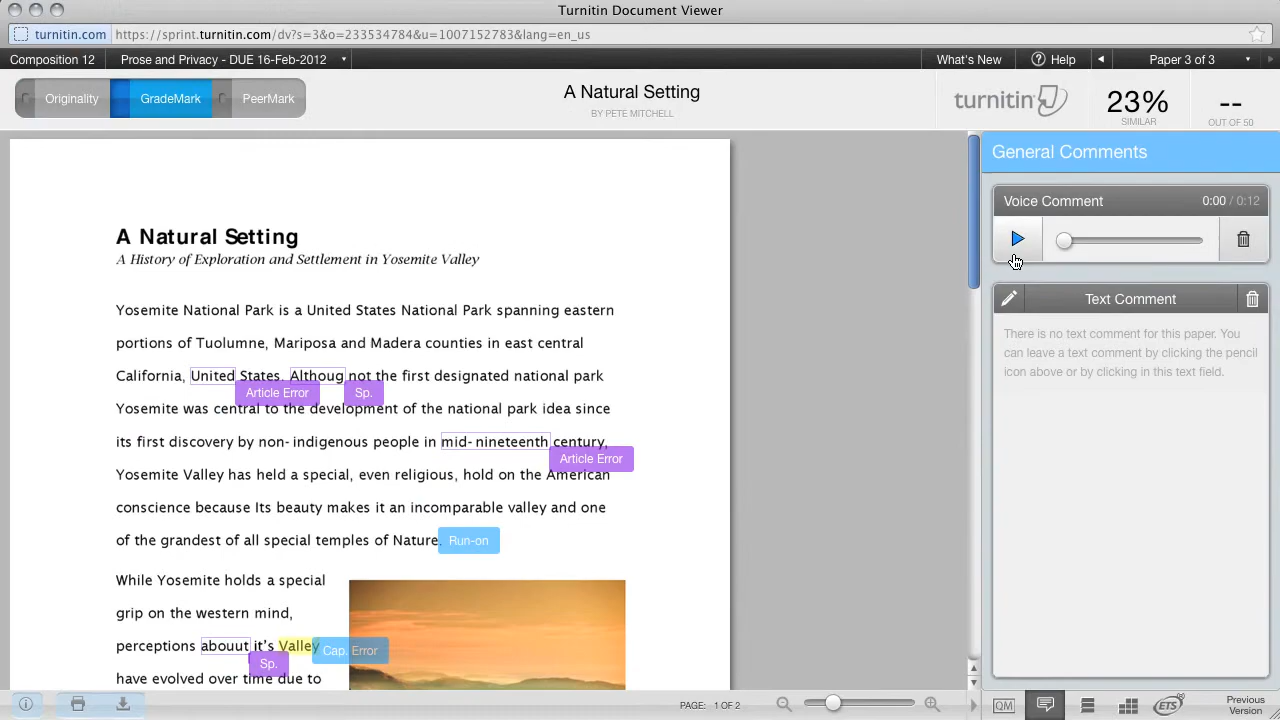 Turnitin Document Viewer
turnitin.com https://sprint.turnitin.com/dv?s=3&o=233534784&u=1007152783&lang=en_us
Composition 12 Prose and Privacy - DUE 16-Feb-2012 What's New Help Paper 3 of 3
Originality GradeMark PeerMark
A Natural Setting
BY PETE MITCHELL
turnitin
23%
SIMILAR
--
OUT OF 50
A Natural Setting
A History of Exploration and Settlement in Yosemite Valley
Yosemite National Park is a United States National Park spanning eastern
portions of Tuolumne, Mariposa and Madera counties in east central
California, United States. Althoug not the first designated national park
Article Error Sp.
Yosemite was central to the development of the national park idea since
its first discovery by non- indigenous people in mid- nineteenth century,
Article Error
Yosemite Valley has held a special, even religious, hold on the American
conscience because Its beauty makes it an incomparable valley and one
of the grandest of all special temples of Nature. Run-on
While Yosemite holds a special
grip on the western mind,
perceptions abouut it's Valley Cap. Error
Sp.
have evolved over time due to
General Comments
Voice Comment 0:00 / 0:12
Text Comment
There is no text comment for this paper. You
can leave a text comment by clicking the pencil
icon above or by clicking in this text field.
PAGE: 1 OF 2
QM
ETS
Previous
Version